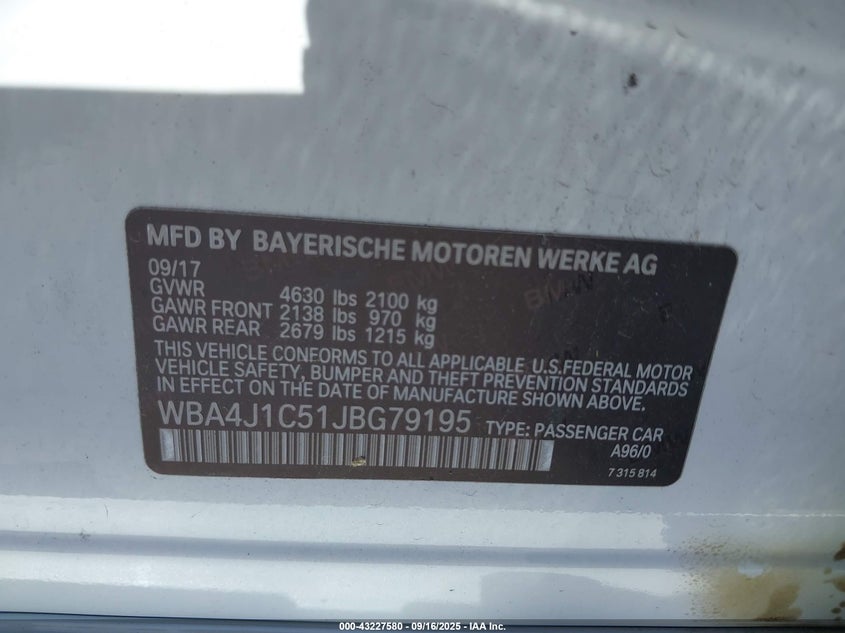 MFD BY BAYERISCHE MOTOREN WERKE AG
09/17
GVWR 4630 lbs 2100 kg
GAWR FRONT 2138 lbs 970 kg
GAWR REAR 2679 lbs 1215 kg
THIS VEHICLE CONFORMS TO ALL APPLICABLE U.S.FEDERAL MOTOR
VEHICLE SAFETY, BUMPER AND THEFT PREVENTION STANDARDS
IN EFFECT ON THE DATE OF MANUFACTURE SHOWN ABOVE.
WBA4J1C51JBG79195 TYPE: PASSENGER CAR
A96/0
7 315 814
000-43227580 - 09/16/2025 - IAA Inc.